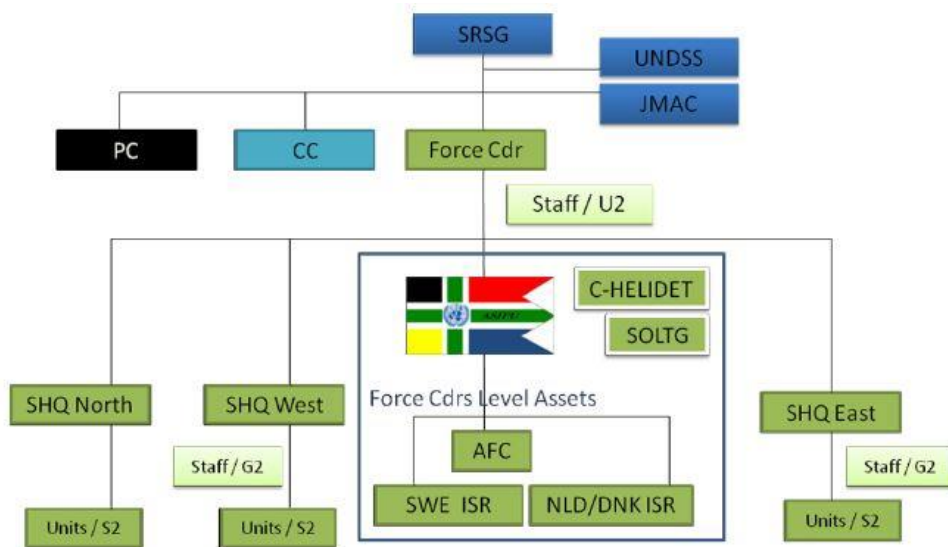 SRSG
UNDSS
JMAC
PC
CC
Force Cdr
Staff / U2
C-HELIDET
ASIFU
SOLTG
SHQ North
SHQ West
Force Cdrs Level Assets
SHQ East
AFC
Staff / G2
Staff / G2
SWE ISR
NLD/DNK ISR
Units / S2
Units / S2
Units / S2